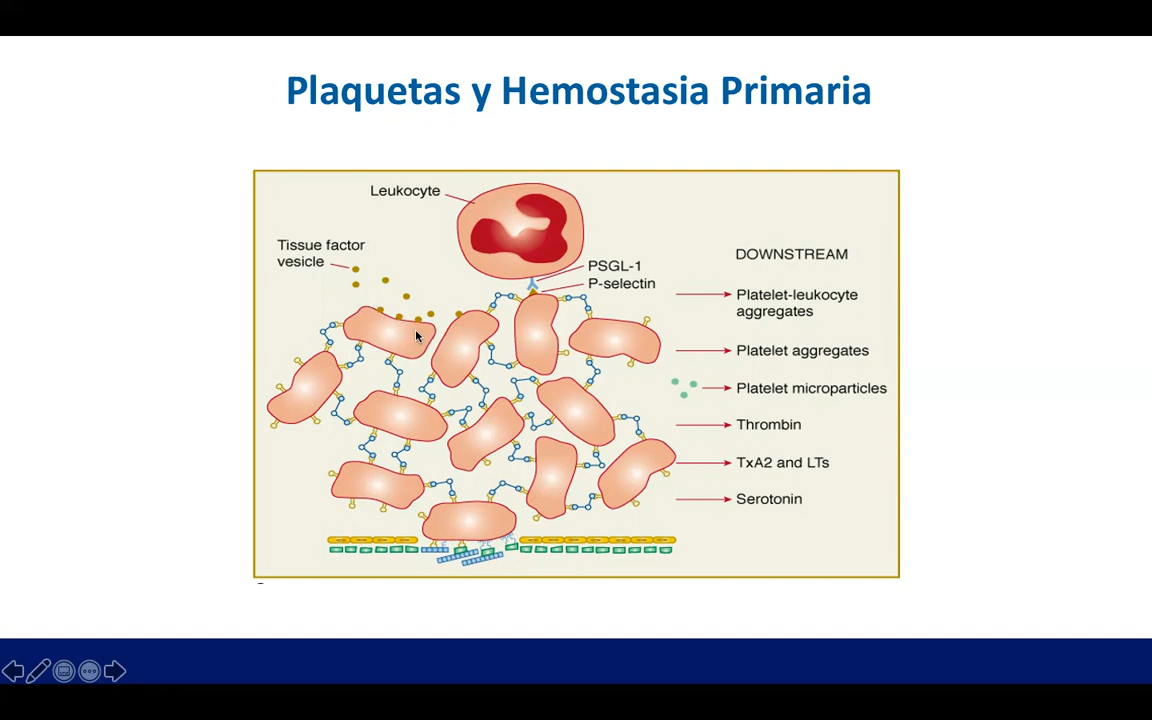 Plaquetas y Hemostasia Primaria
Leukocyte
Tissue factor
vesicle
PSGL-1
P-selectin
DOWNSTREAM
Platelet-leukocyte
aggregates
Platelet aggregates
Platelet microparticles
Thrombin
TxA2 and LTs
Serotonin